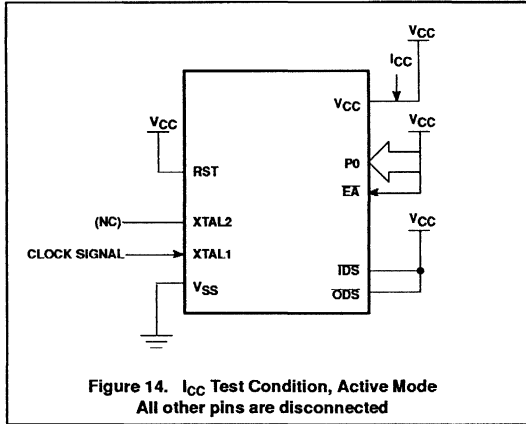 VCC
ICC
VCC
VCC
VCC
P0
RST
EA
(NC)
XTAL2
VCC
CLOCK SIGNAL
XTAL1
IDS
VSS
ODS
Figure 14. ICC Test Condition, Active Mode
All other pins are disconnected